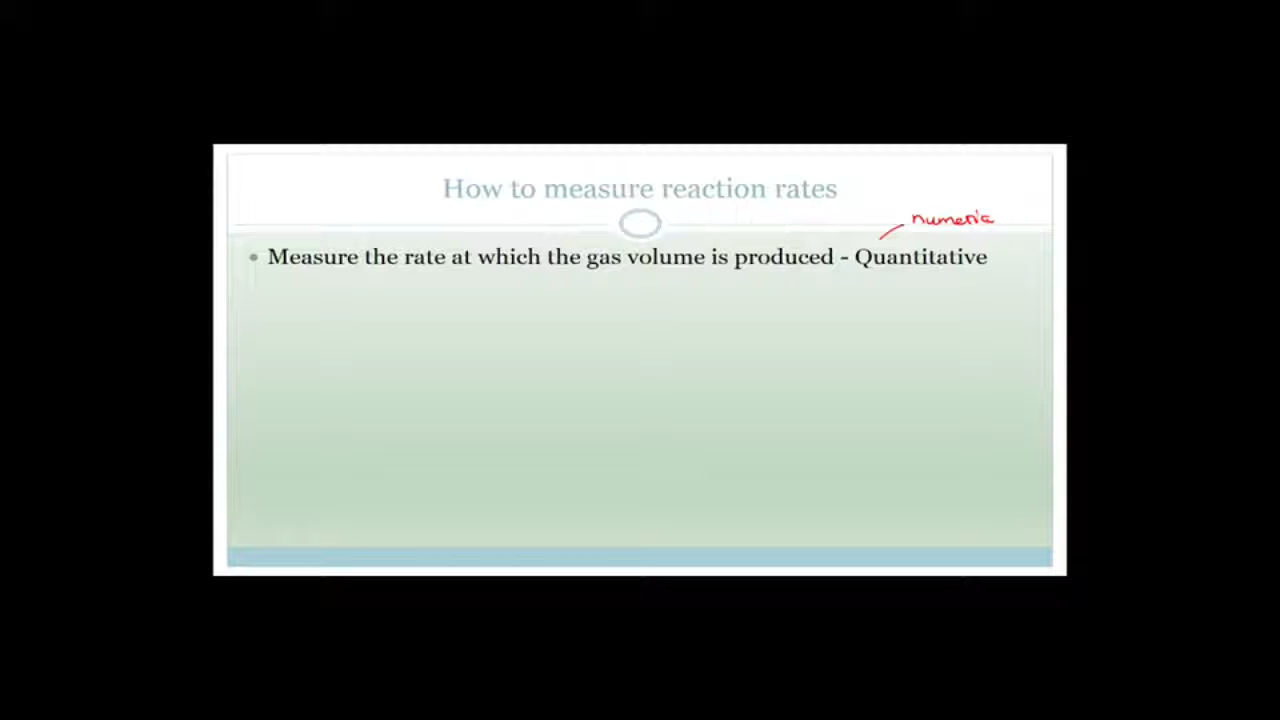 How to measure reaction rates
numeric
• Measure the rate at which the gas volume is produced - Quantitative